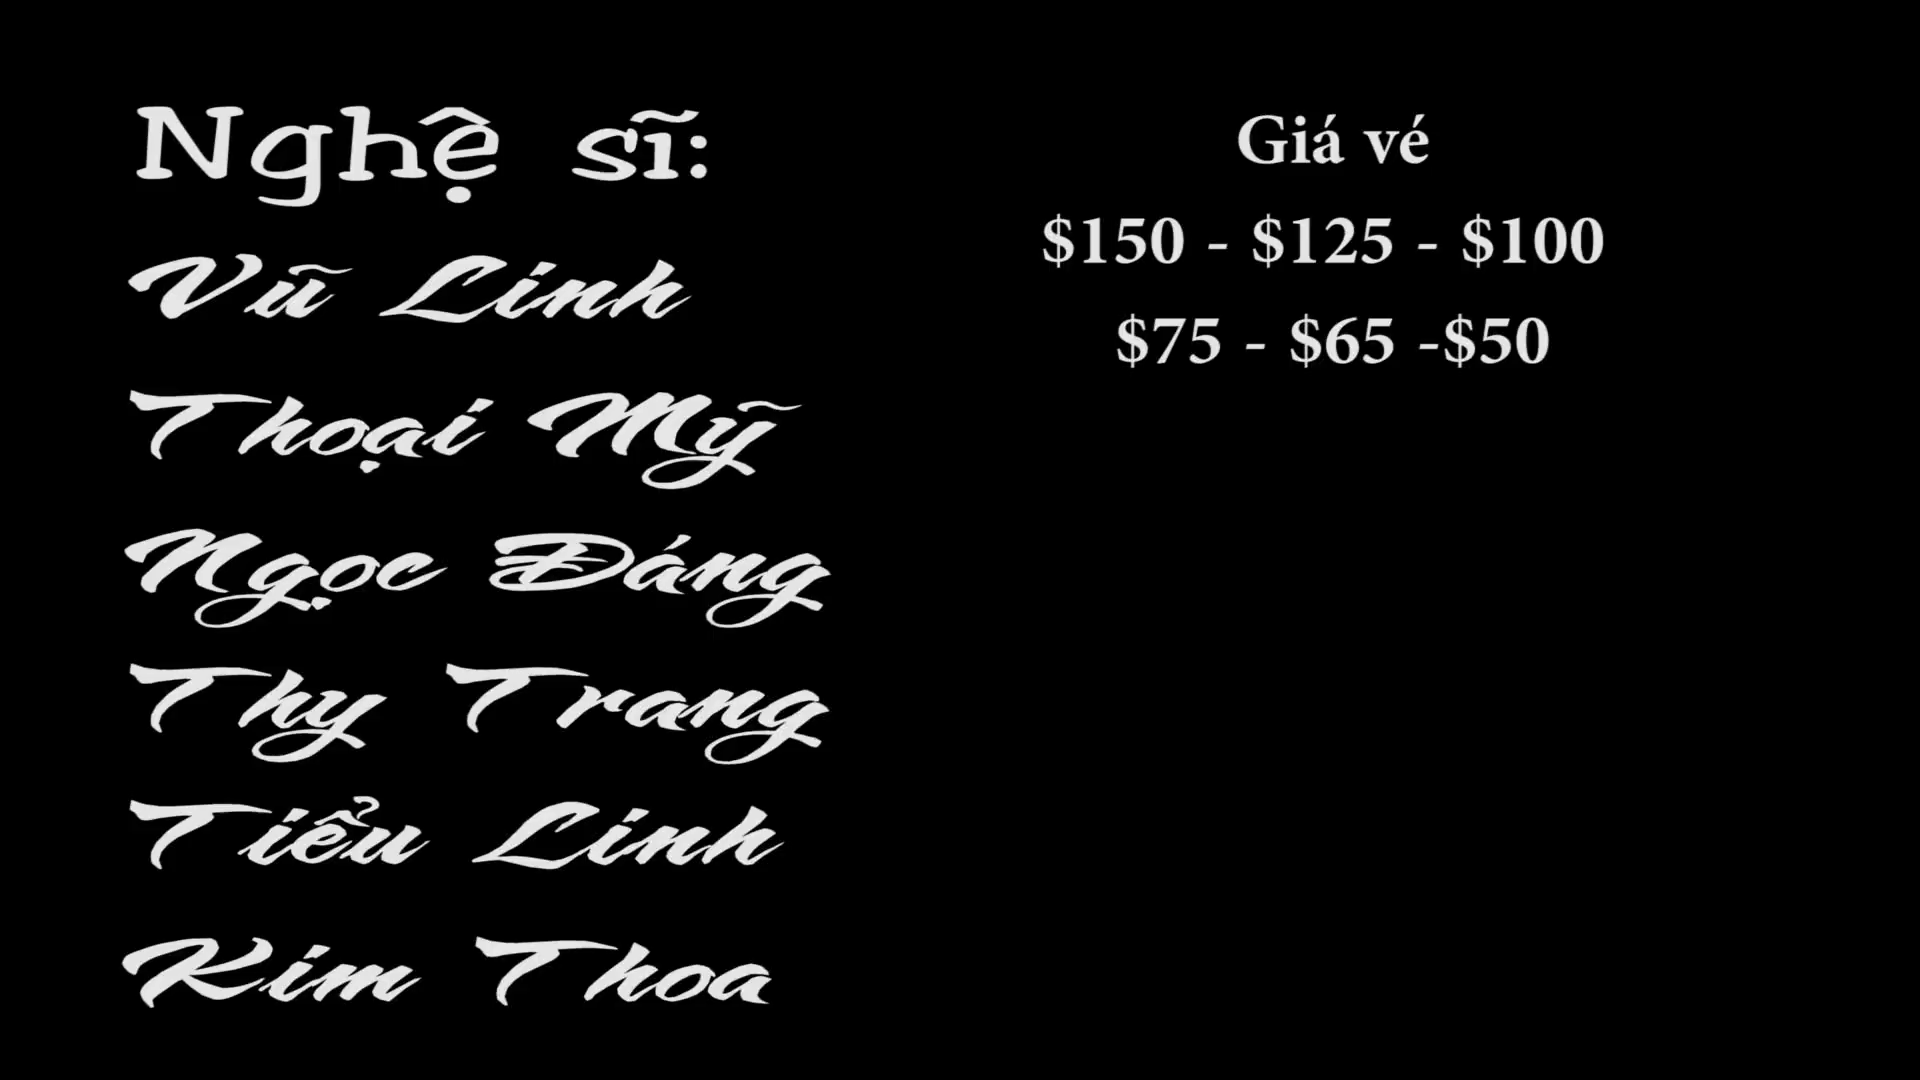 Nghệ sĩ:
Vũ Linh
Thoại Mỹ
Ngọc Đáng
Thy Trang
Tiểu Linh
Kim Thoa
Giá vé
$150 - $125 - $100
$75 - $65 -$50